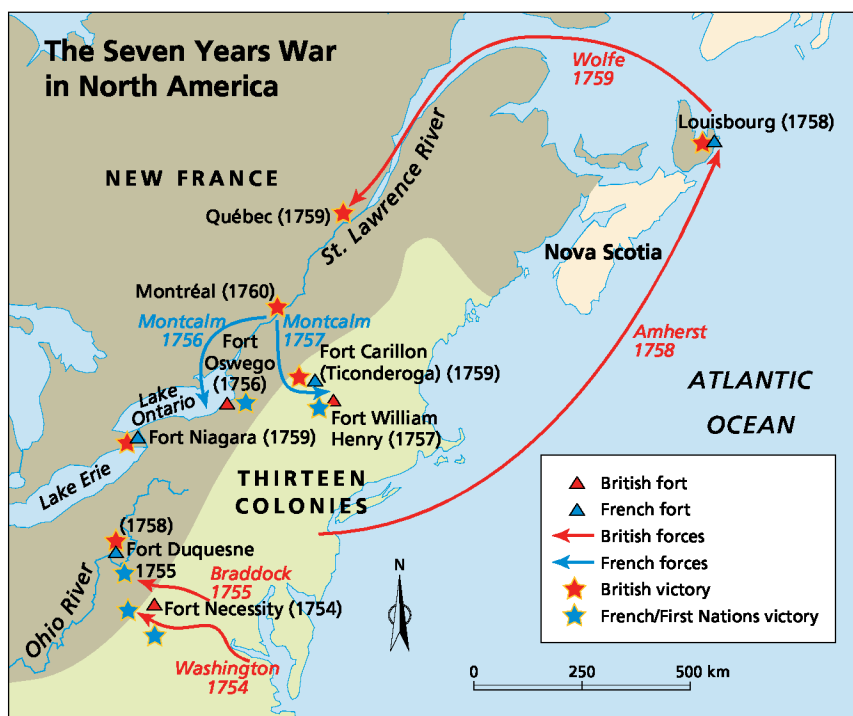 The Seven Years War
in North America
Wolfe
1759
Louisbourg (1758)
NEW FRANCE
St. Lawrence River
Québec (1759)
Nova Scotia
Montréal (1760)
Montcalm
1756
Montcalm
1757
Amherst
1758
Fort
Oswego
(1756)
Fort Carillon
(Ticonderoga) (1759)
ATLANTIC
OCEAN
Lake
Ontario
Fort William
Henry (1757)
Fort Niagara (1759)
Lake Erie
THIRTEEN
COLONIES
(1758)
Fort Duquesne
1755
Braddock
1755
Ohio River
Fort Necessity (1754)
Washington
1754
British fort
French fort
British forces
French forces
British victory
French/First Nations victory
N
0 250 500 km